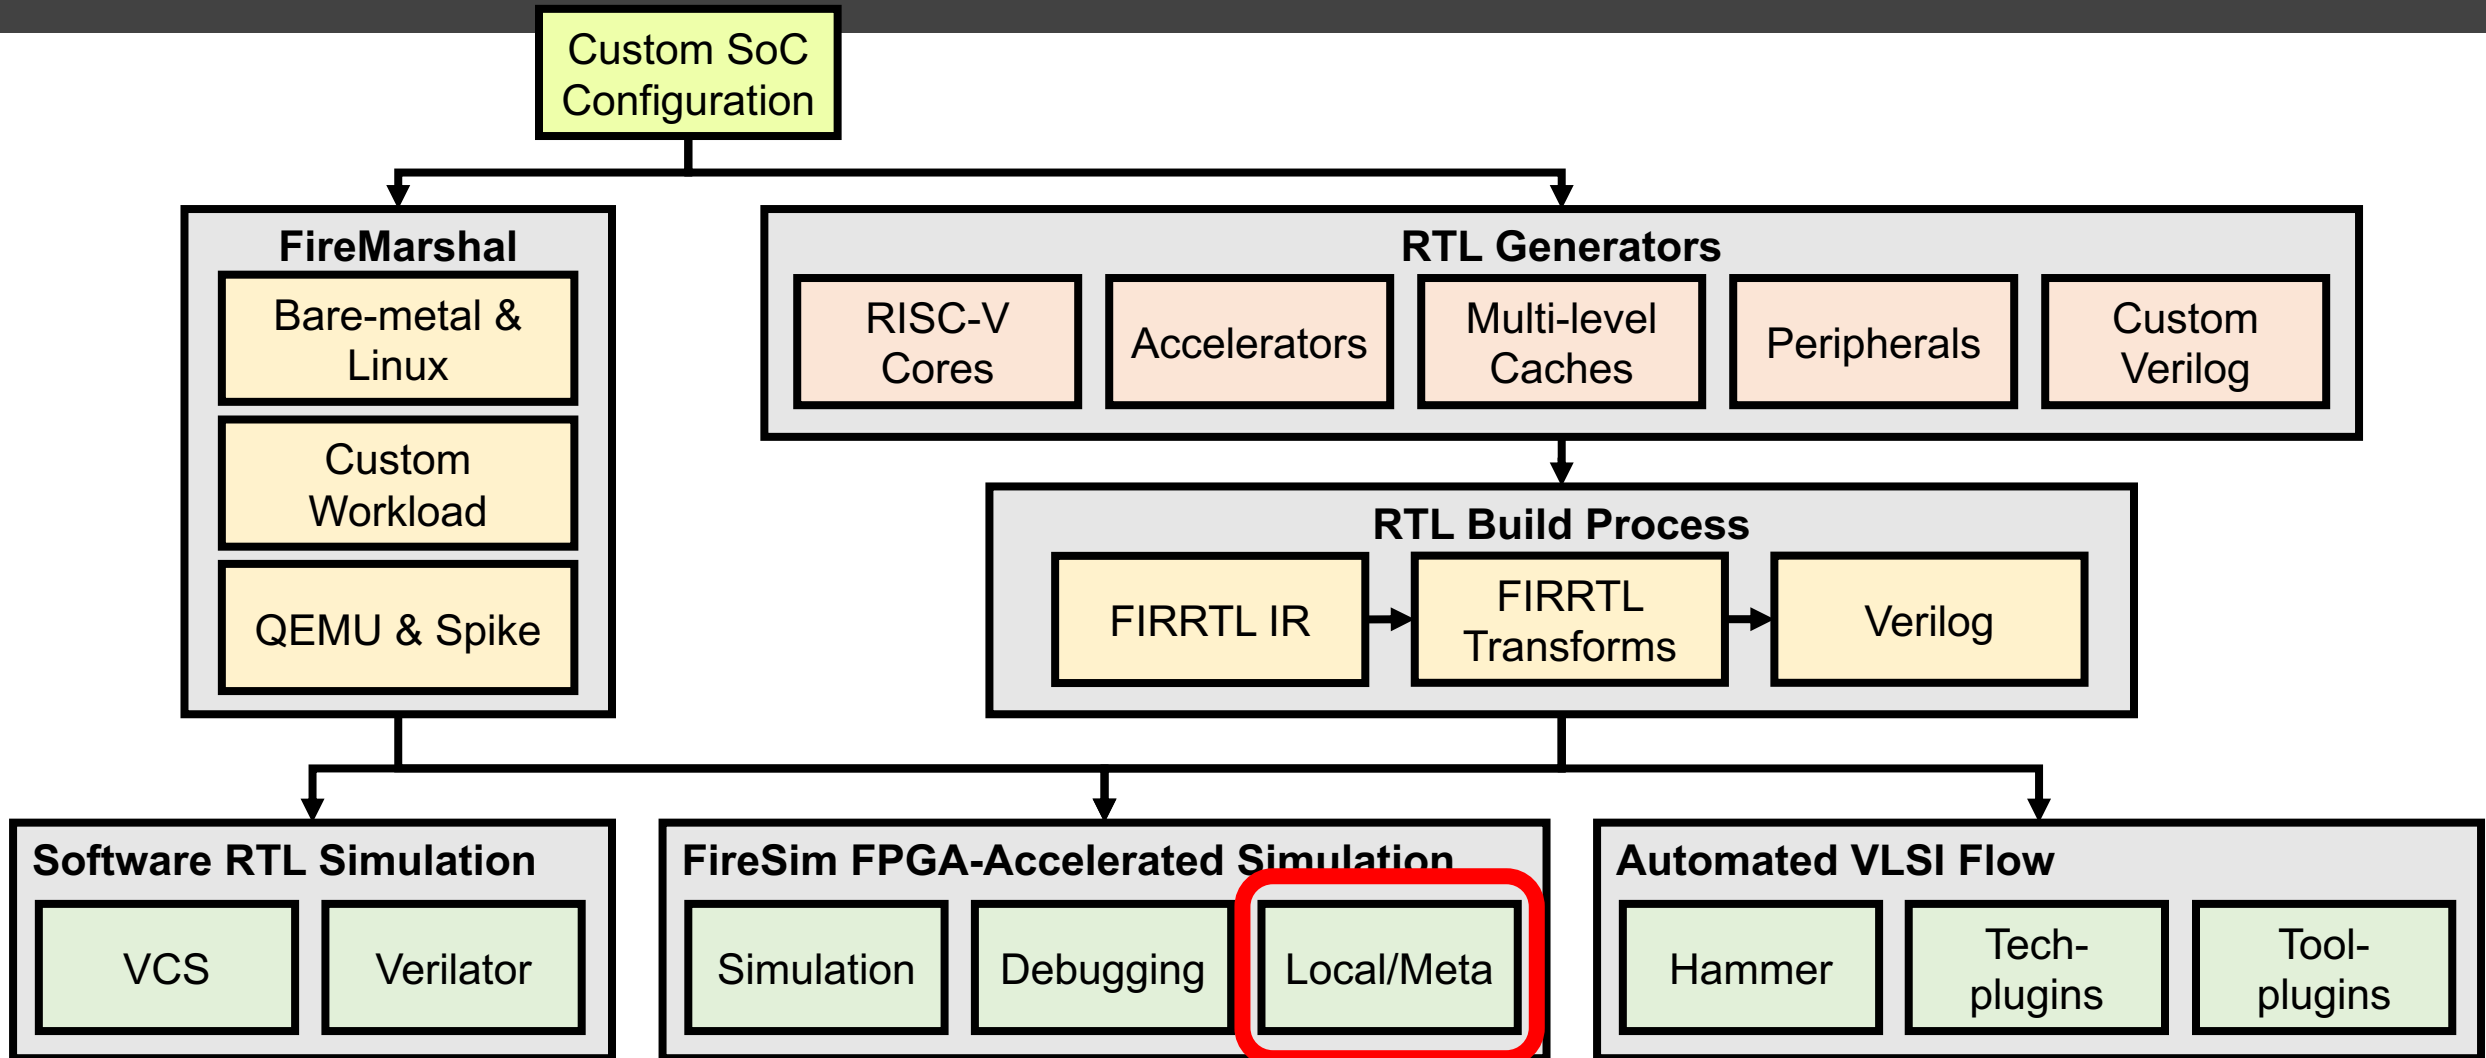 Custom SoC
Configuration
FireMarshal
Bare-metal &
Linux
Custom
Workload
QEMU & Spike
RTL Generators
RISC-V
Cores
Accelerators
Multi-level
Caches
Peripherals
Custom
Verilog
RTL Build Process
FIRRTL IR
FIRRTL
Transforms
Verilog
Software RTL Simulation
VCS
Verilator
FireSim FPGA-Accelerated Simulation
Simulation
Debugging
Local/Meta
Automated VLSI Flow
Hammer
Tech-
plugins
Tool-
plugins